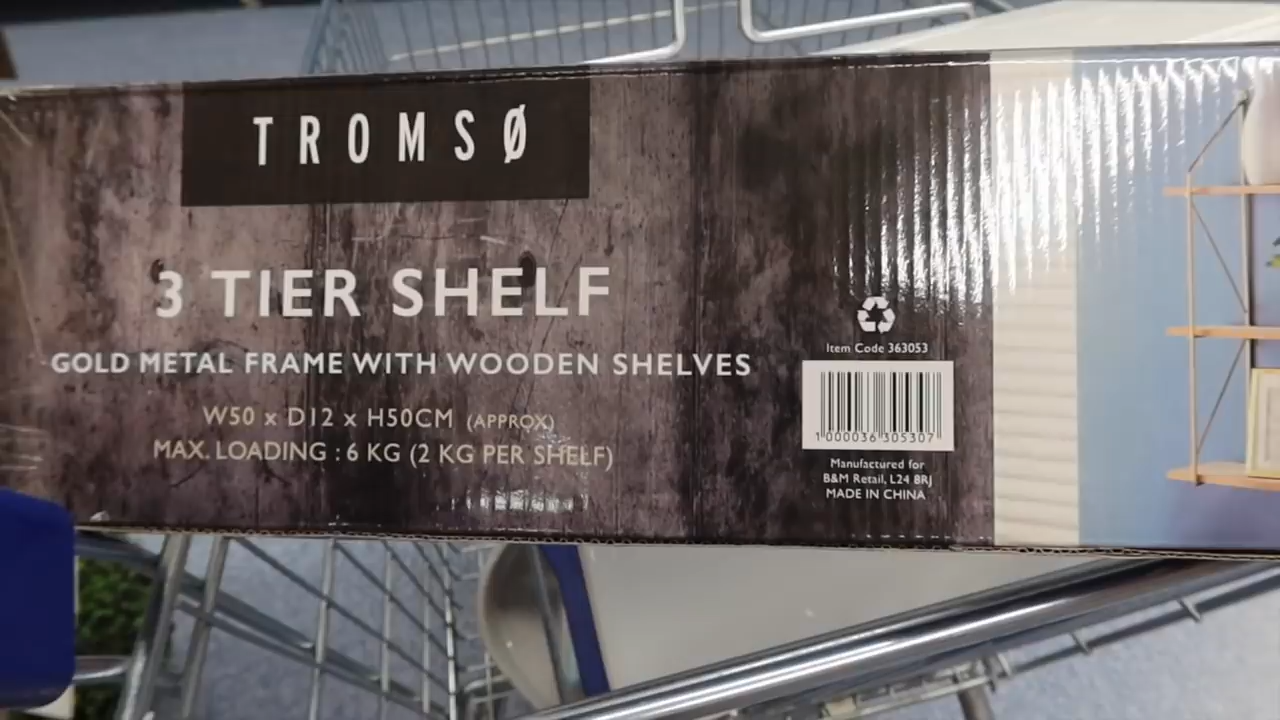 TROMSØ
3 TIER SHELF
GOLD METAL FRAME WITH WOODEN SHELVES
W50 x D12 x H50CM (APPROX)
MAX. LOADING : 6 KG (2 KG PER SHELF)
Item Code 363053
1 000036 305307
Manufactured for
B&M Retail, L24 8RJ
MADE IN CHINA